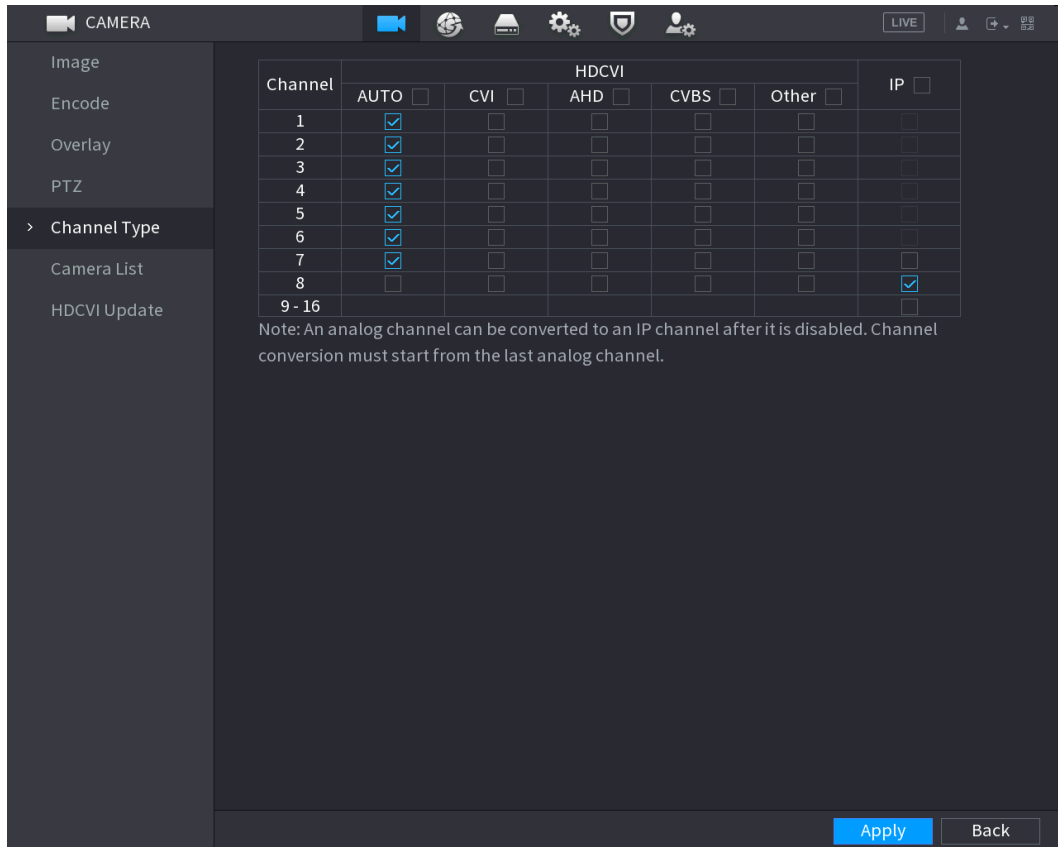 CAMERA
LIVE
Image
Encode
Overlay
PTZ
> Channel Type
Camera List
HDCVI Update
Channel HDCVI IP
AUTO CVI AHD CVBS Other
1
2
3
4
5
6
7
8
9 - 16
Note: An analog channel can be converted to an IP channel after it is disabled. Channel
conversion must start from the last analog channel.
Apply Back